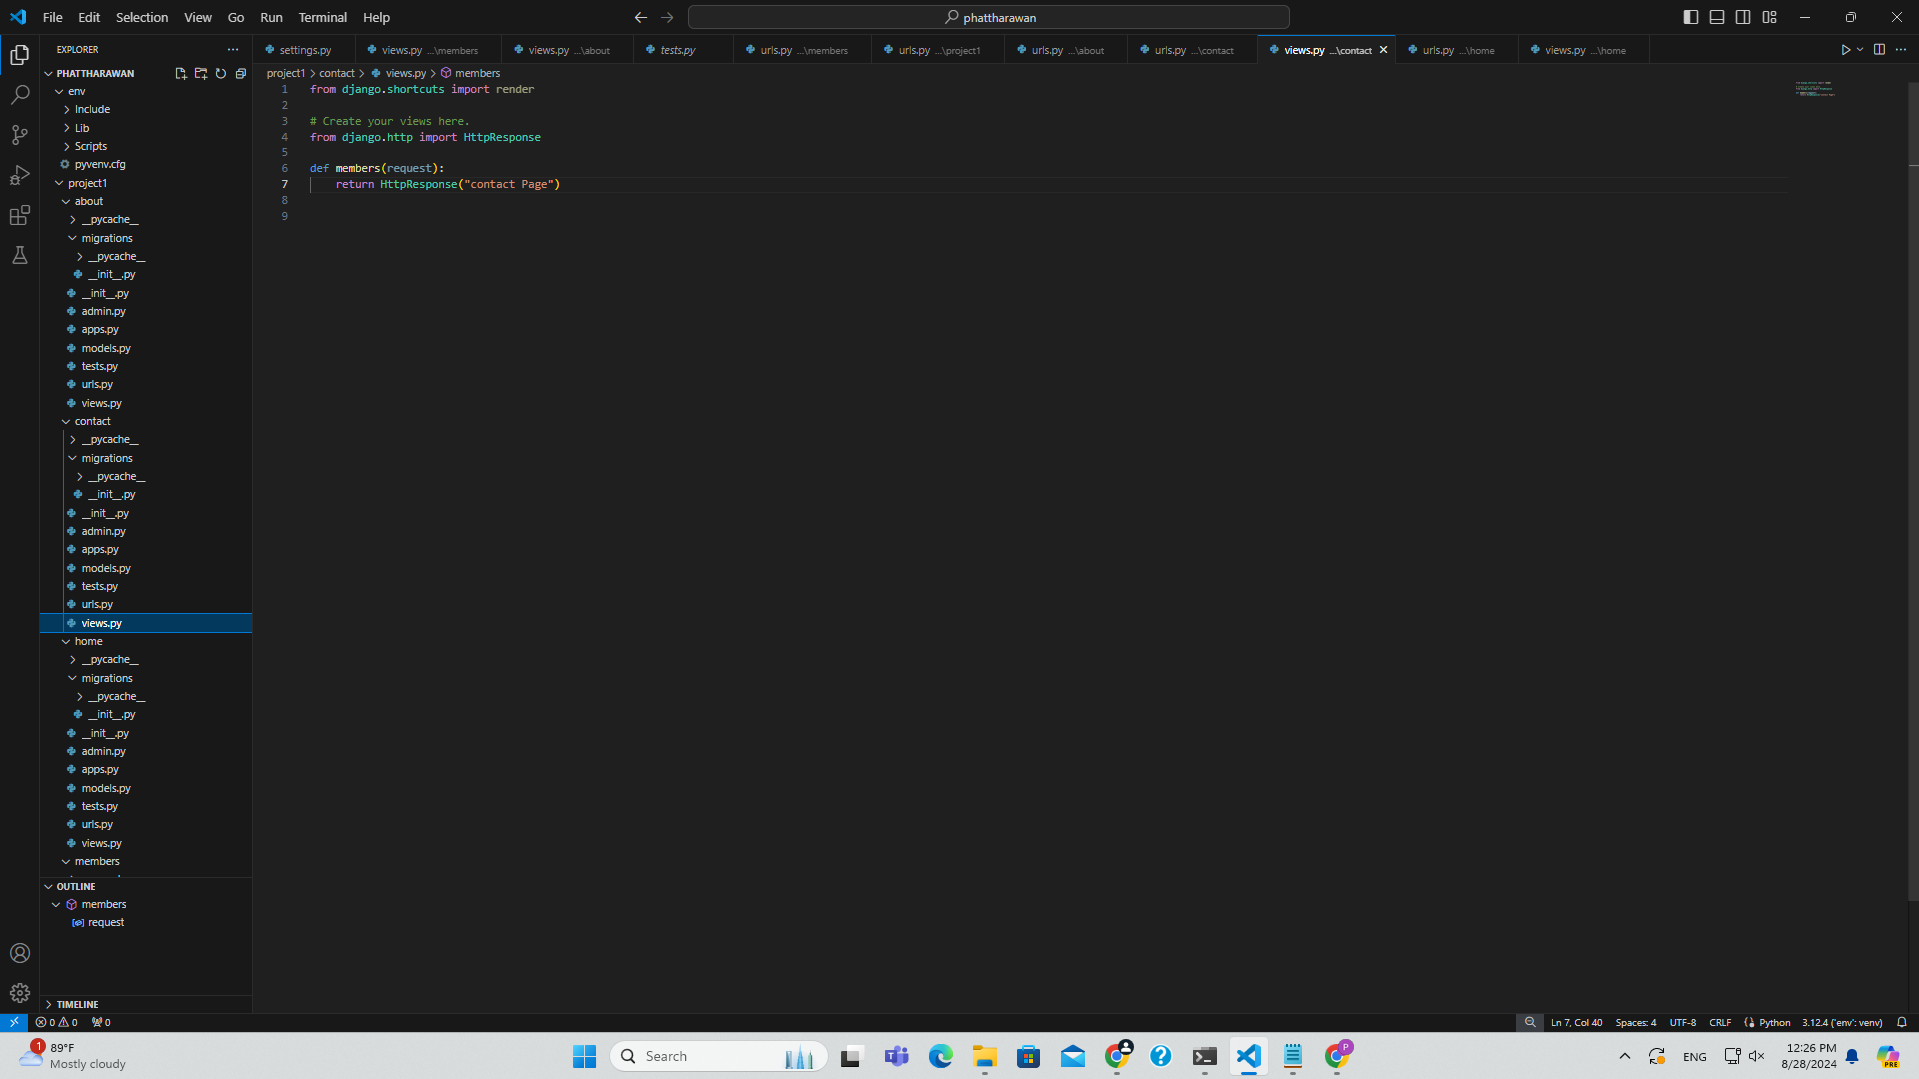 File Edit Selection View Go Run Terminal Help
phattharawan
EXPLORER
settings.py
views.py ...\members
views.py ...\about
tests.py
urls.py ...\members
urls.py ...\project1
urls.py ...\about
urls.py ...\contact
views.py ...\contact
urls.py ...\home
views.py ...\home
PHATTHARAWAN
env
Include
Lib
Scripts
pyvenv.cfg
project1
about
__pycache__
migrations
__pycache__
__init__.py
__init__.py
admin.py
apps.py
models.py
tests.py
urls.py
views.py
contact
__pycache__
migrations
__pycache__
__init__.py
__init__.py
admin.py
apps.py
models.py
tests.py
urls.py
views.py
home
__pycache__
migrations
__pycache__
__init__.py
__init__.py
admin.py
apps.py
models.py
tests.py
urls.py
views.py
members
OUTLINE
members
request
TIMELINE
project1 > contact > views.py > members
1 from django.shortcuts import render
2
3 # Create your views here.
4 from django.http import HttpResponse
5
6 def members(request):
7 return HttpResponse("contact Page")
8
9
0 0 0
Ln 7, Col 40 Spaces: 4 UTF-8 CRLF Python 3.12.4 ('env': venv)
1
89°F
Mostly cloudy
Search
P
ENG
12:26 PM
8/28/2024
PRE